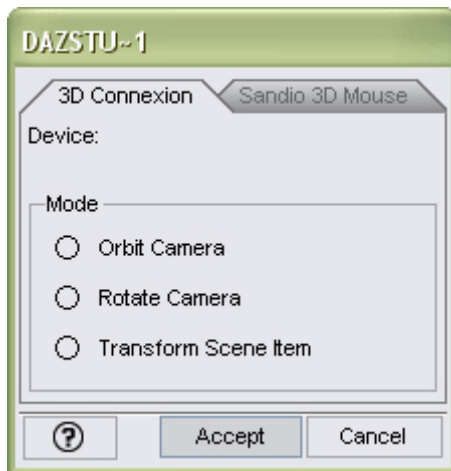 DAZSTU~1
3D Connexion Sandio 3D Mouse
Device:
Mode
Orbit Camera
Rotate Camera
Transform Scene Item
? Accept Cancel